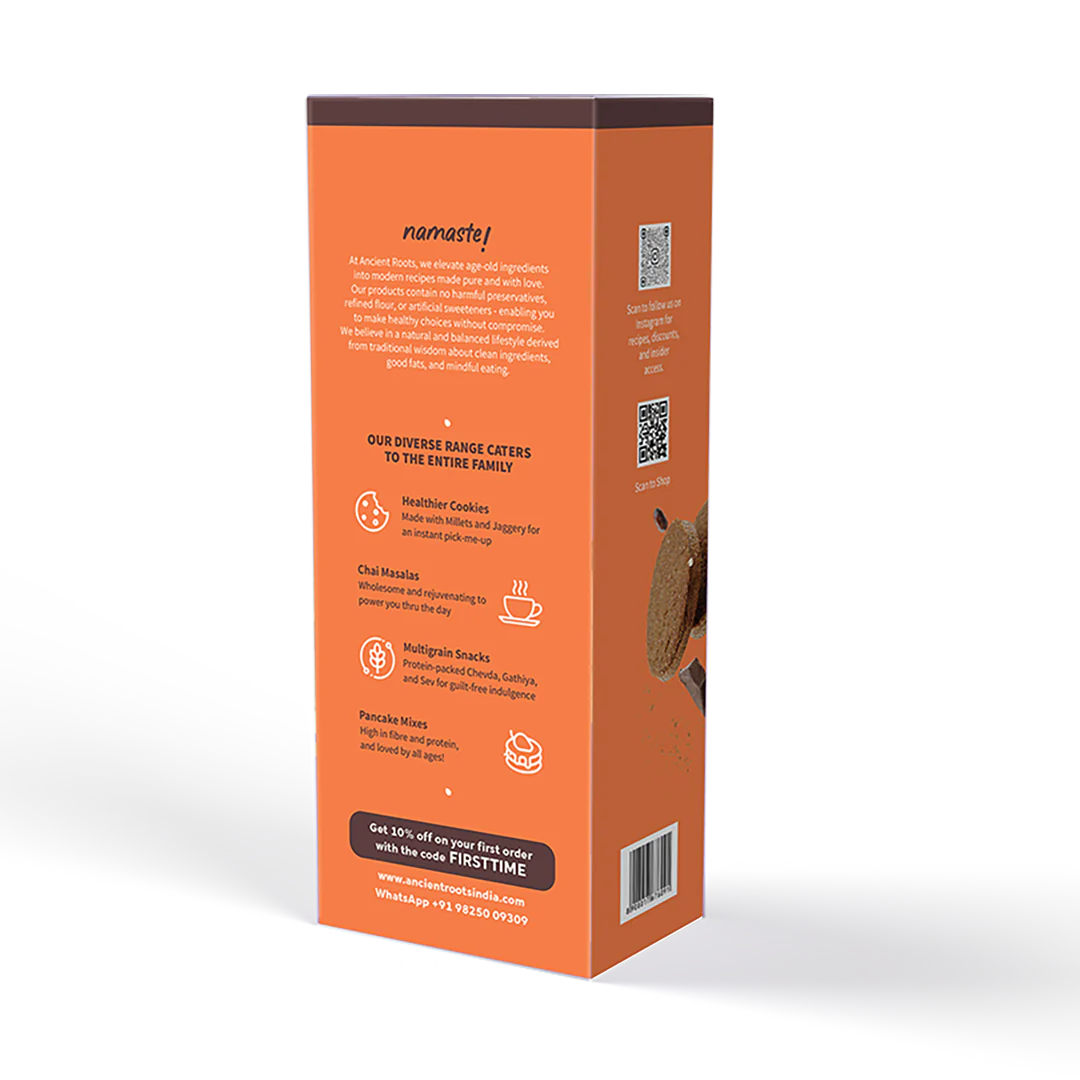 namaste!
At Ancient Roots, we elevate age-old ingredients
into modern recipes made pure and with love.
Our products contain no harmful preservatives,
refined flour, or artificial sweeteners - enabling you
to make healthy choices without compromise.
We believe in a natural and balanced lifestyle derived
from traditional wisdom about clean ingredients,
good fats, and mindful eating.
OUR DIVERSE RANGE CATERS
TO THE ENTIRE FAMILY
Healthier Cookies
Made with Millets and Jaggery for
an instant pick-me-up
Chai Masalas
Wholesome and rejuvenating to
power you thru the day
Multigrain Snacks
Protein-packed Chevda, Gathiya,
and Sev for guilt-free indulgence
Pancake Mixes
High in fibre and protein,
and loved by all ages!
Get 10% off on your first order
with the code FIRSTTIME
www.ancientrootsindia.com
WhatsApp +91 98250 09309
Scan to follow us on
Instagram for
recipes, discounts,
and insider
access.
Scan to Shop